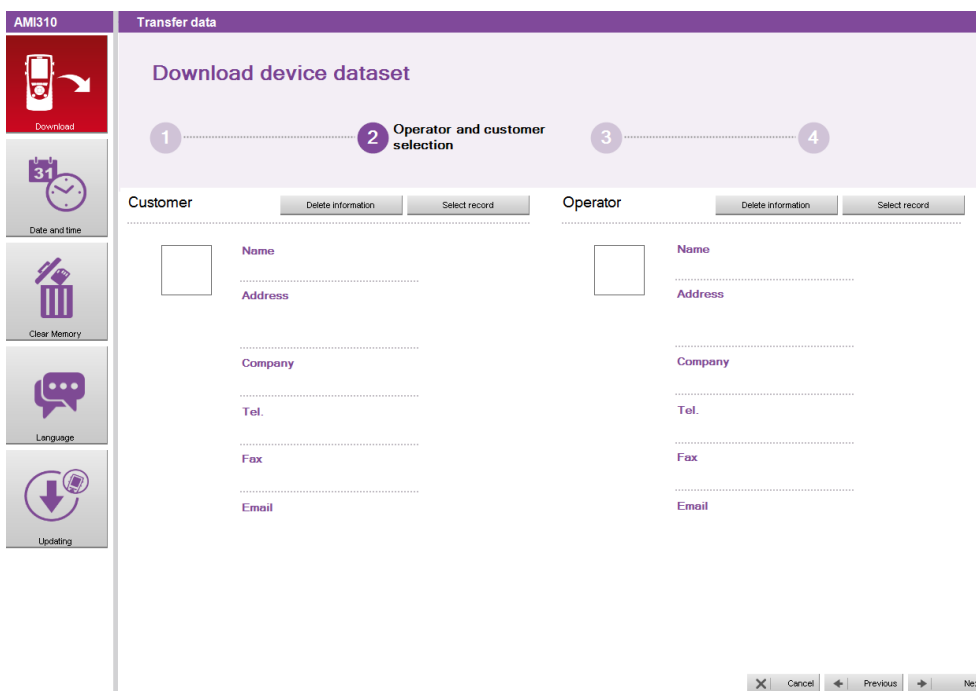 AMI310
Transfer data
Download
Date and time
31
Clear Memory
Language
Updating
Download device dataset
1
2 Operator and customer
selection
3
4
Customer
Delete information
Select record
Name
Address
Company
Tel.
Fax
Email
Operator
Delete information
Select record
Name
Address
Company
Tel.
Fax
Email
Cancel
Previous